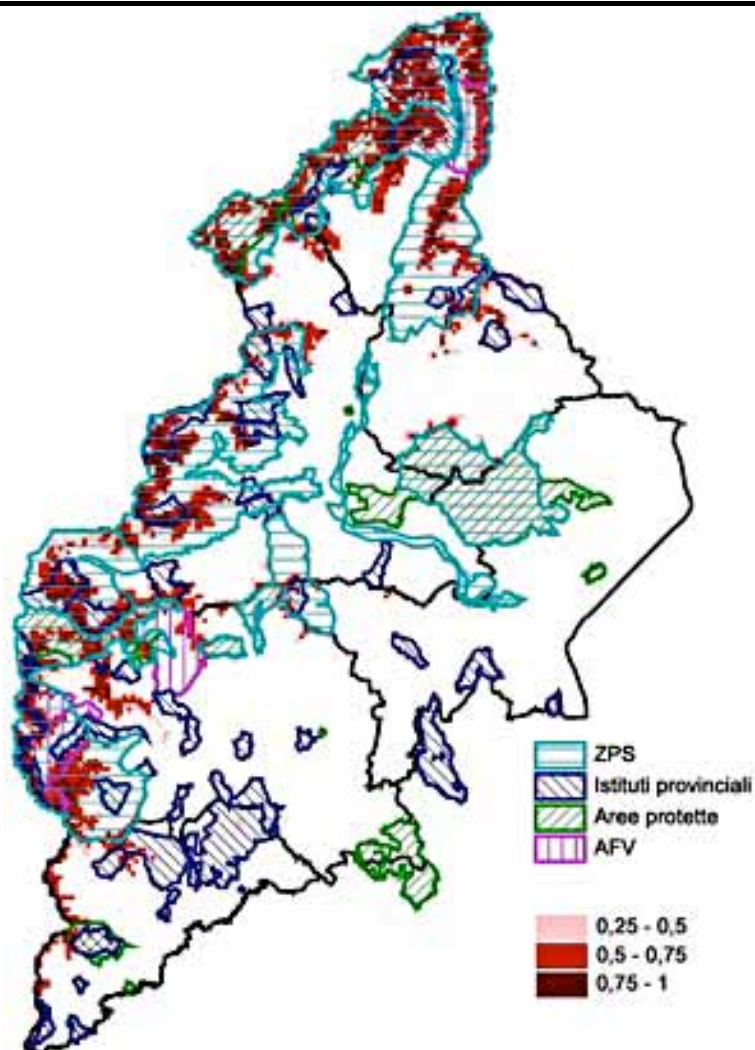 ZPS
Istituti provinciali
Aree protette
AFV
0,25 - 0,5
0,5 - 0,75
0,75 - 1